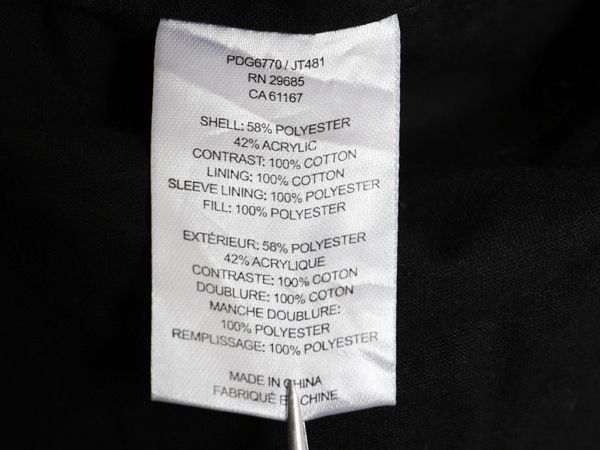 PDG6770 / JT481
RN 29685
CA 61167
SHELL: 58% POLYESTER
42% ACRYLIC
CONTRAST: 100% COTTON
LINING: 100% COTTON
SLEEVE LINING: 100% POLYESTER
FILL: 100% POLYESTER
EXTÉRIEUR: 58% POLYESTER
42% ACRYLIQUE
CONTRASTE: 100% COTON
DOUBLURE: 100% COTON
MANCHE DOUBLURE:
100% POLYESTER
REMPLISSAGE: 100% POLYESTER
MADE IN CHINA
FABRIQUÉ EN CHINE